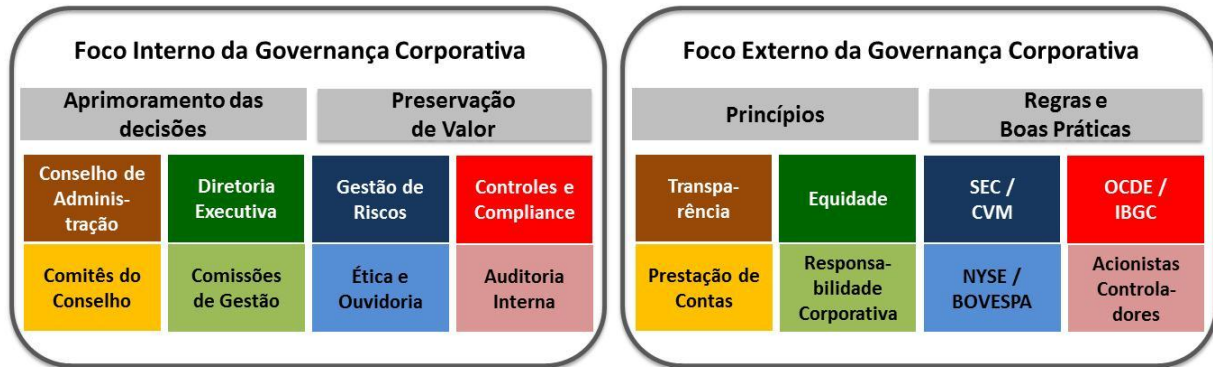 Foco Interno da Governança Corporativa
Aprimoramento das
decisões
Preservação
de Valor
Conselho de
Adminis-
tração
Diretoria
Executiva
Gestão de
Riscos
Controles e
Compliance
Comitês do
Conselho
Comissões
de Gestão
Ética e
Ouvidoria
Auditoria
Interna
Foco Externo da Governança Corporativa
Princípios
Regras e
Boas Práticas
Transpa-
rência
Equidade
SEC /
CVM
OCDE /
IBGC
Prestação de
Contas
Responsa-
bilidade
Corporativa
NYSE /
BOVESPA
Acionistas
Controla-
dores